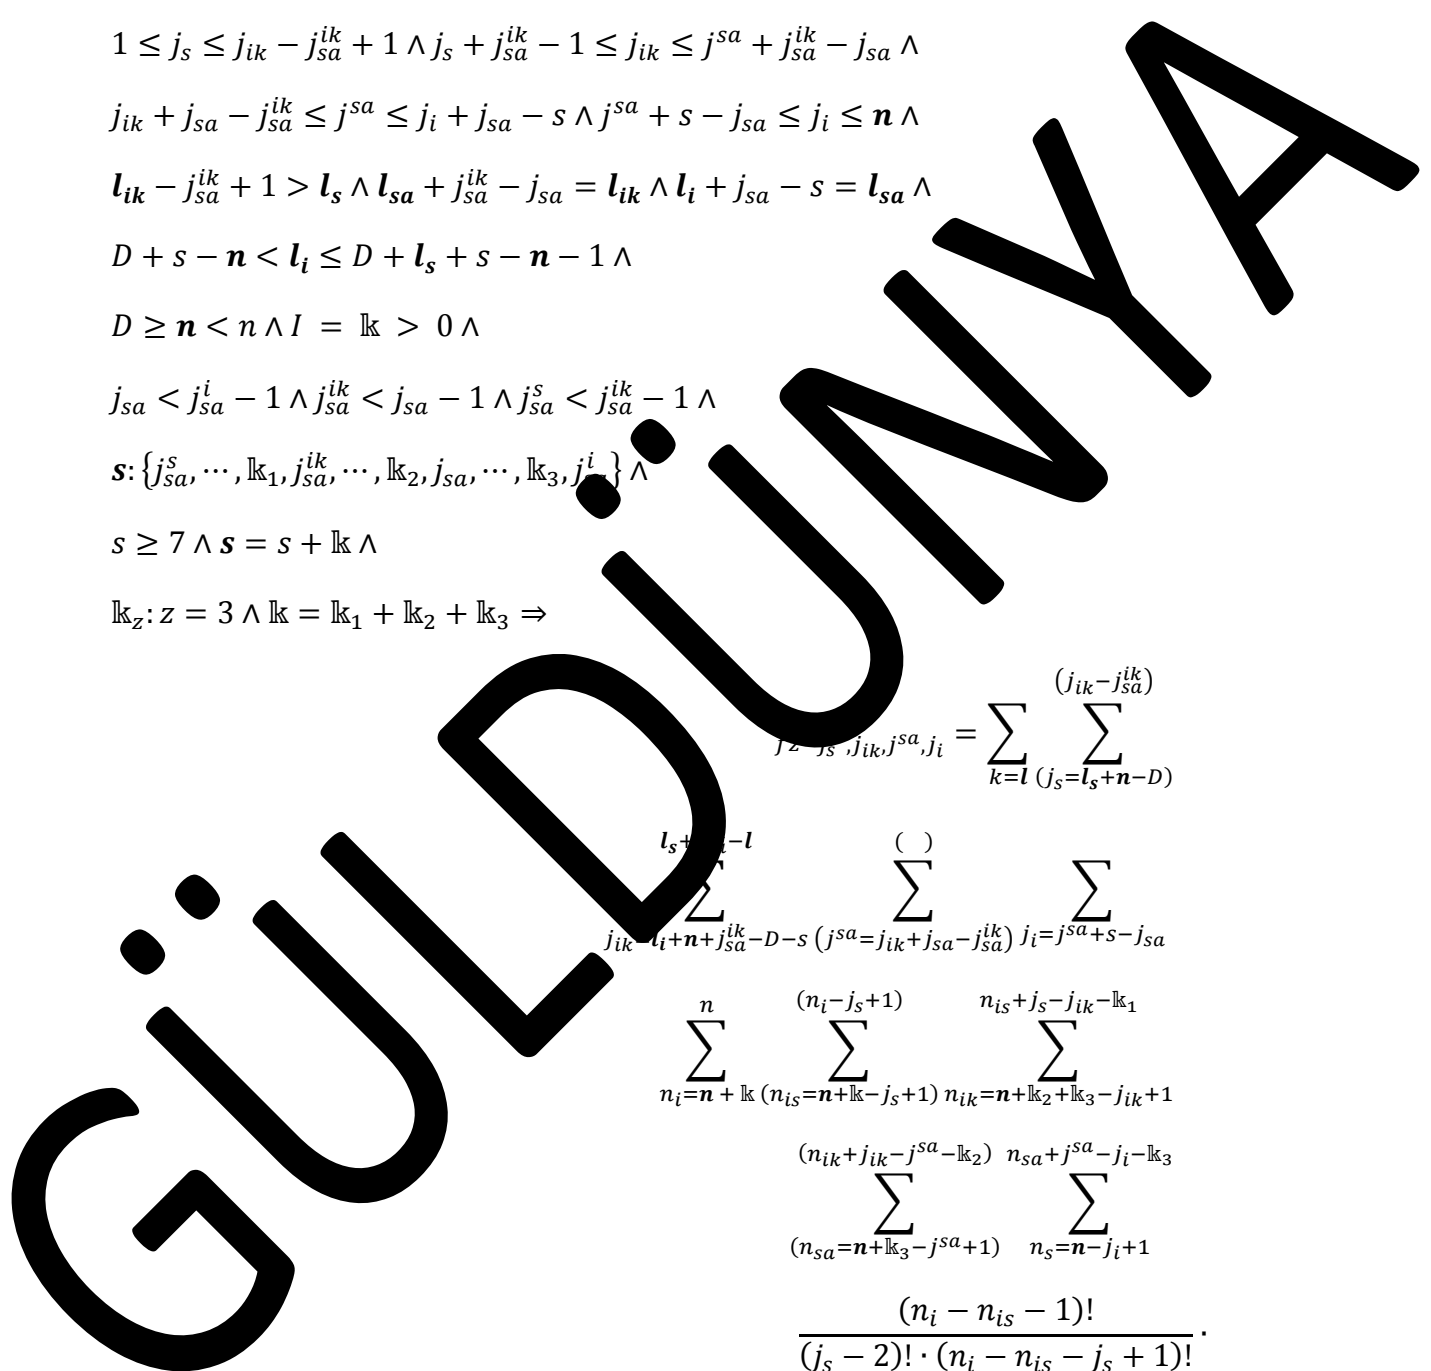 1 ≤ j_s ≤ j_{ik} − j_{sa}^{ik} + 1 ∧ j_s + j_{sa}^{ik} − 1 ≤ j_{ik} ≤ j^{sa} + j_{sa}^{ik} − j_{sa} ∧
j_{ik} + j_{sa} − j_{sa}^{ik} ≤ j^{sa} ≤ j_i + j_{sa} − s ∧ j^{sa} + s − j_{sa} ≤ j_i ≤ 𝒏 ∧
𝒍_{𝒊𝒌} − j_{sa}^{ik} + 1 > 𝒍_𝒔 ∧ 𝒍_{𝒔𝒂} + j_{sa}^{ik} − j_{sa} = 𝒍_{𝒊𝒌} ∧ 𝒍_𝒊 + j_{sa} − s = 𝒍_{𝒔𝒂} ∧
D + s − 𝒏 < 𝒍_𝒊 ≤ D + 𝒍_𝒔 + s − 𝒏 − 1 ∧
D ≥ 𝒏 < n ∧ I = 𝕜 > 0 ∧
j_{sa} < j_{sa}^{i} − 1 ∧ j_{sa}^{ik} < j_{sa} − 1 ∧ j_{sa}^{s} < j_{sa}^{ik} − 1 ∧
𝒔: {j_{sa}^{s}, ⋯ , 𝕜_1, j_{sa}^{ik}, ⋯ , 𝕜_2, j_{sa}, ⋯ , 𝕜_3, j^{i}} ∧
s ≥ 7 ∧ 𝒔 = s + 𝕜 ∧
𝕜_z: z = 3 ∧ 𝕜 = 𝕜_1 + 𝕜_2 + 𝕜_3 ⇒
_{,j_{ik},j^{sa},j_i} = ∑_{k=𝒍} ∑_{(j_s=𝒍_𝒔+𝒏−D)}^{(j_{ik}−j_{sa}^{ik})}
∑_{j_{ik}=𝒍_𝒊+𝒏+j_{sa}^{ik}−D−s}^{𝒍_𝒔+ −𝒍} ∑_{(j^{sa}=j_{ik}+j_{sa}−j_{sa}^{ik})}^{( )} ∑_{j_i=j^{sa}+s−j_{sa}}
∑_{n_i=𝒏+𝕜}^{n} ∑_{(n_{is}=𝒏+𝕜−j_s+1)}^{(n_i−j_s+1)} ∑_{n_{ik}=𝒏+𝕜_2+𝕜_3−j_{ik}+1}^{n_{is}+j_s−j_{ik}−𝕜_1}
∑_{(n_{sa}=𝒏+𝕜_3−j^{sa}+1)}^{(n_{ik}+j_{ik}−j^{sa}−𝕜_2)} ∑_{n_s=𝒏−j_i+1}^{n_{sa}+j^{sa}−j_i−𝕜_3}
(n_i − n_{is} − 1)!
(j_s − 2)! · (n_i − n_{is} − j_s + 1)! ·
GÜLDÜNYA